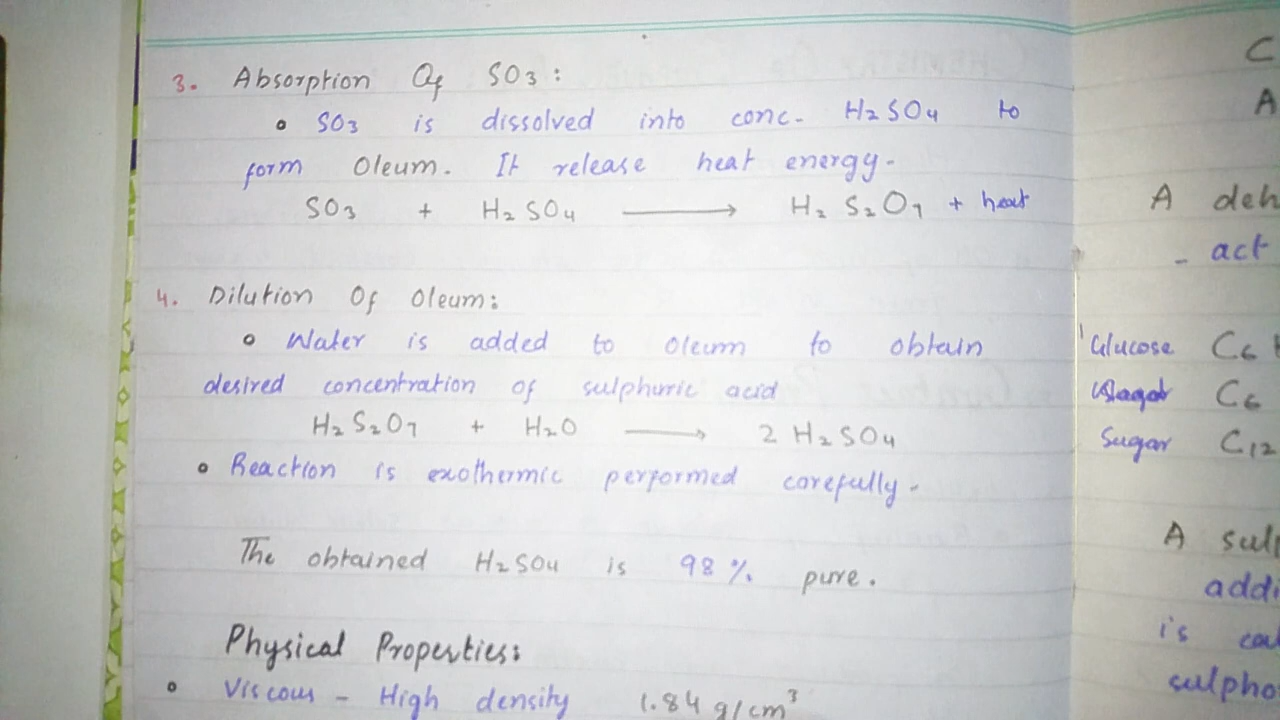 3. Absorption Of SO3:
• SO3 is dissolved into conc. H2SO4 to
form Oleum. It release heat energy.
SO3 + H2SO4 ⟶ H2S2O7 + heat
4. Dilution Of Oleum:
• Water is added to Oleum to obtain
desired concentration of sulphuric acid
H2S2O7 + H2O ⟶ 2H2SO4
• Reaction is exothermic performed carefully.
The obtained H2SO4 is 98% pure.
Physical Properties:
• Viscous - High density 1.84 g/cm³
C
A
A deh
- act
Glucose C6 H
C6
Sugar C12
A sulp
addi
is cal
sulpho